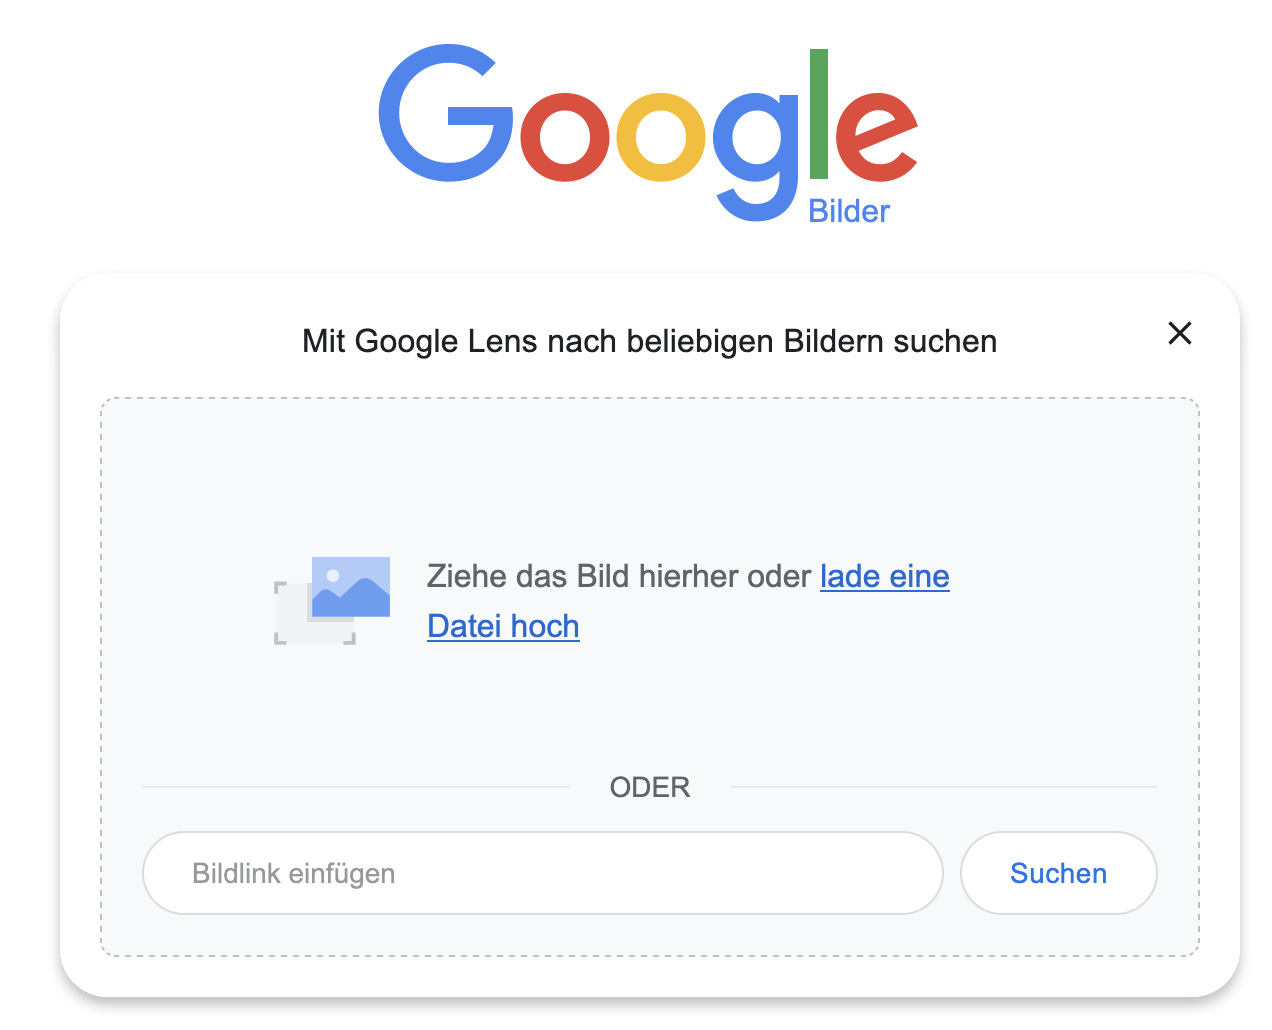 Google
Bilder
Mit Google Lens nach beliebigen Bildern suchen
Ziehe das Bild hierher oder lade eine
Datei hoch
ODER
Bildlink einfügen
Suchen